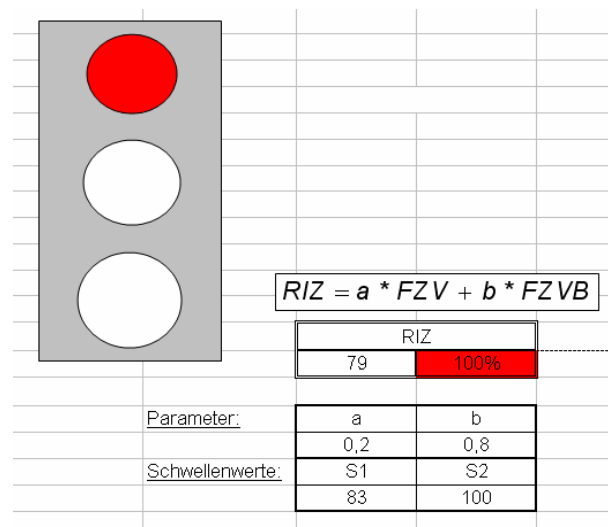 RIZ = a * FZV + b * FZVB
RIZ
79 100%
Parameter: a b
0,2 0,8
Schwellenwerte: S1 S2
83 100